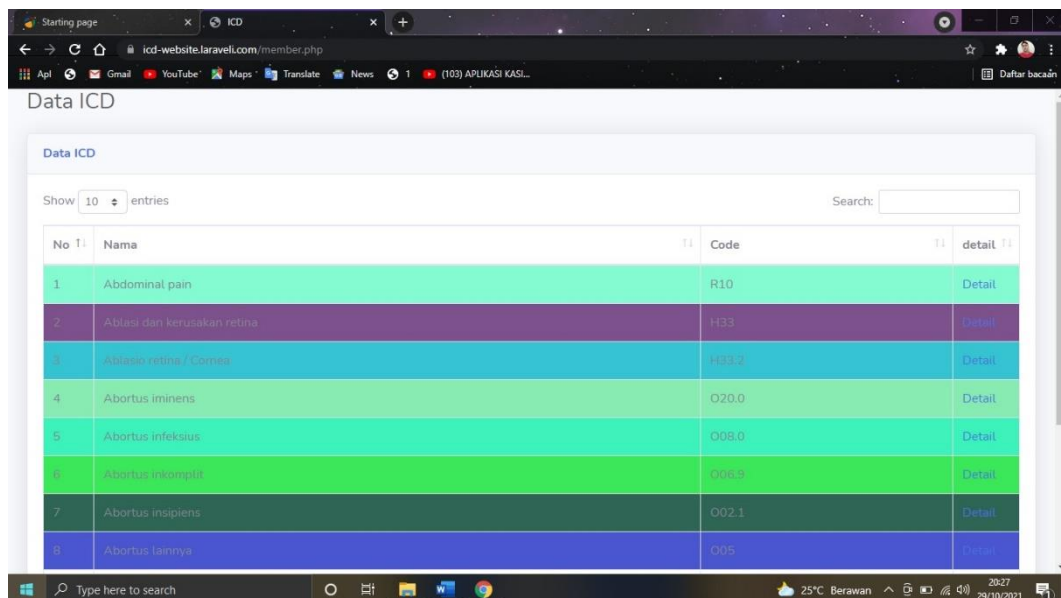 Starting page
ICD
icd-website.laraveli.com/member.php
Apl Gmail YouTube Maps Translate News 1 (103) APLIKASI KASI... Daftar bacaan
Data ICD
Data ICD
Show 10 entries Search:
No Nama Code detail
1 Abdominal pain R10 Detail
2 Ablasi dan kerusakan retina H33 Detail
3 Ablasio retina / Cornea H33.2 Detail
4 Abortus iminens O20.0 Detail
5 Abortus infeksius O08.0 Detail
6 Abortus inkomplit O06.9 Detail
7 Abortus insipiens O02.1 Detail
8 Abortus lainnya O05 Detail
Type here to search 25°C Berawan 20:27
29/10/2021